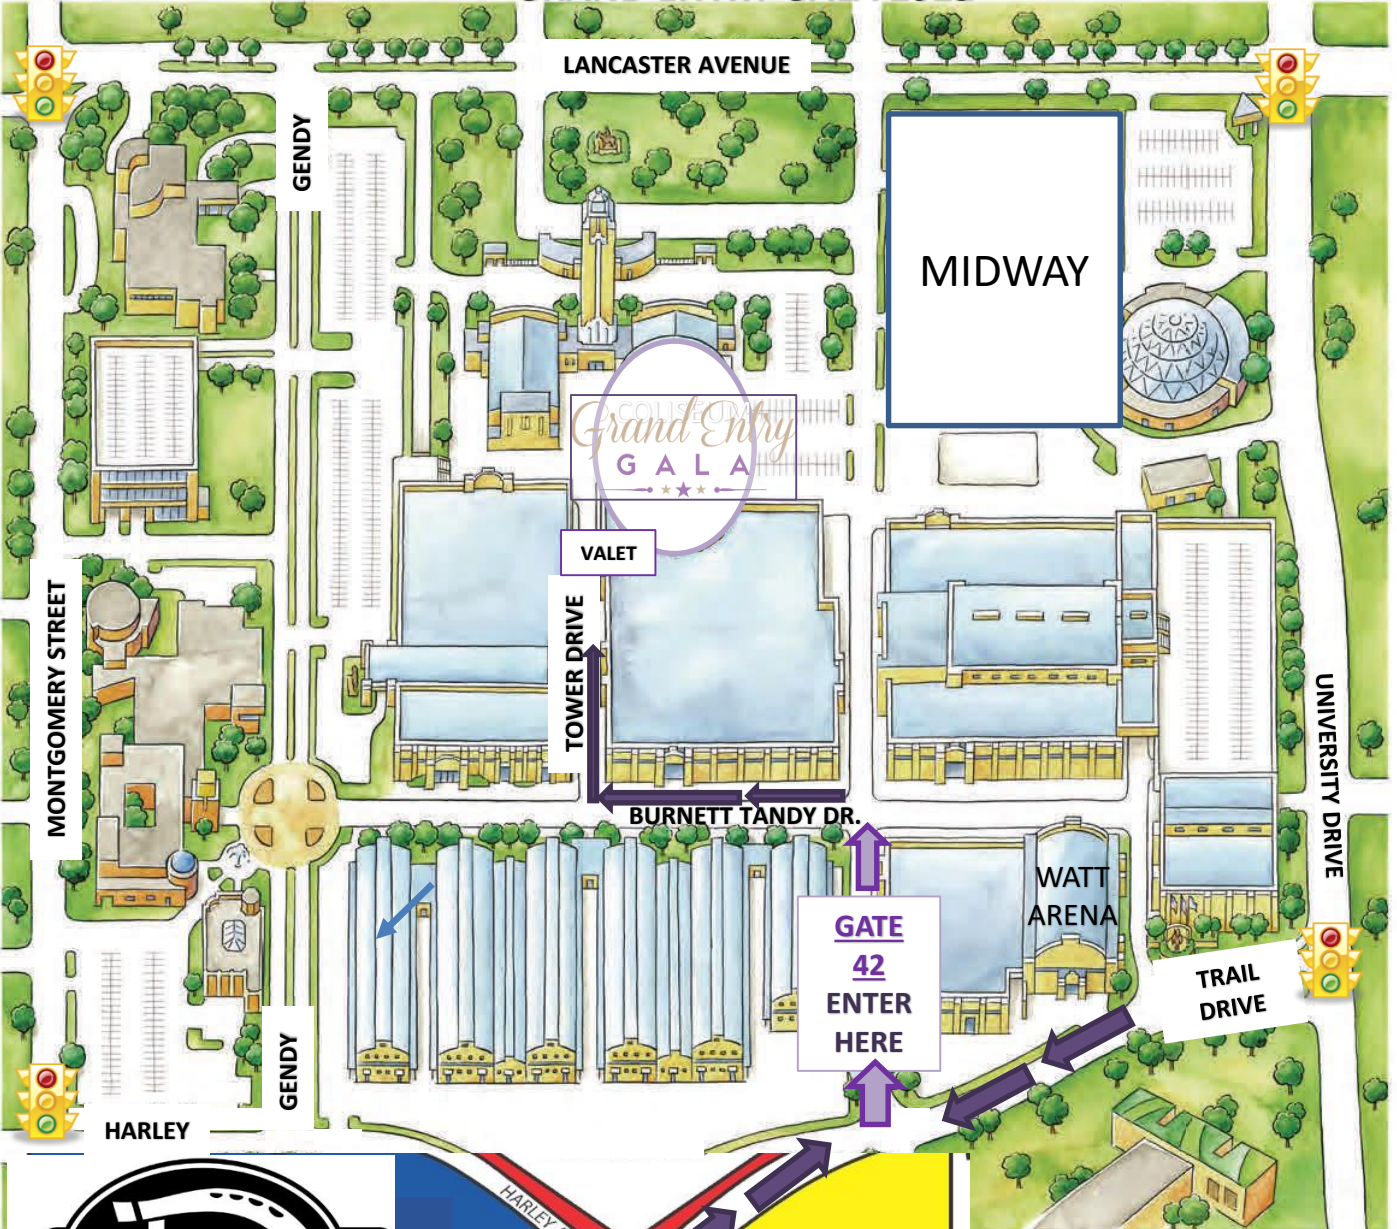 LANCASTER AVENUE
GENDY
MIDWAY
COLISEUM
Grand Entry
GALA
VALET
MONTGOMERY STREET
TOWER DRIVE
UNIVERSITY DRIVE
BURNETT TANDY DR.
WATT
ARENA
GATE
42
ENTER
HERE
TRAIL
DRIVE
GENDY
HARLEY
HARLEY